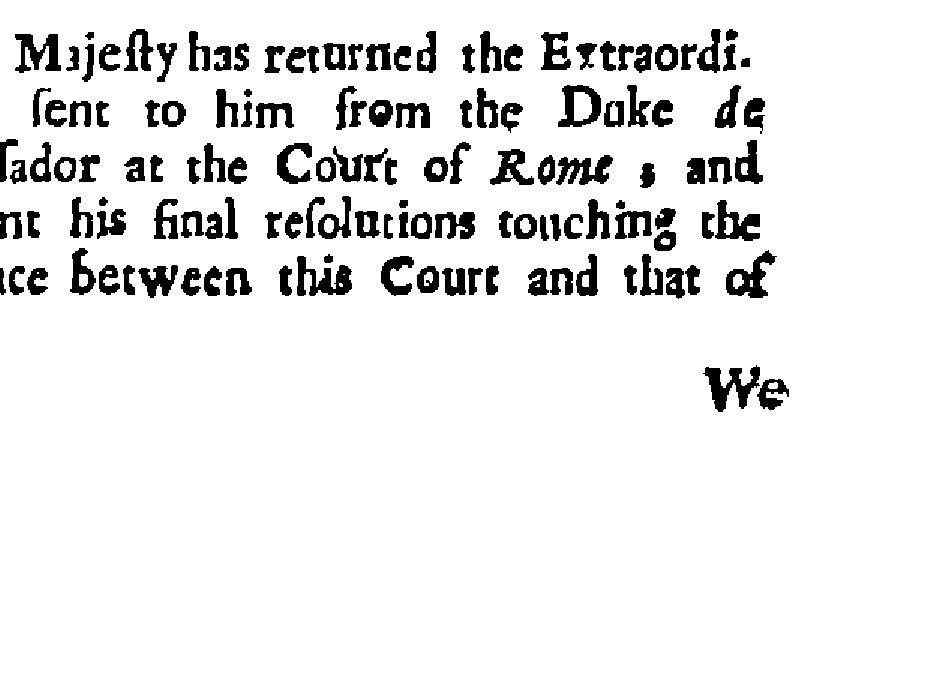 Majeſty has returned the Extraordi-
ſent to him from the Duke de
ſador at the Court of Rome ; and
nt his final reſolutions touching the
nce between this Court and that of
We